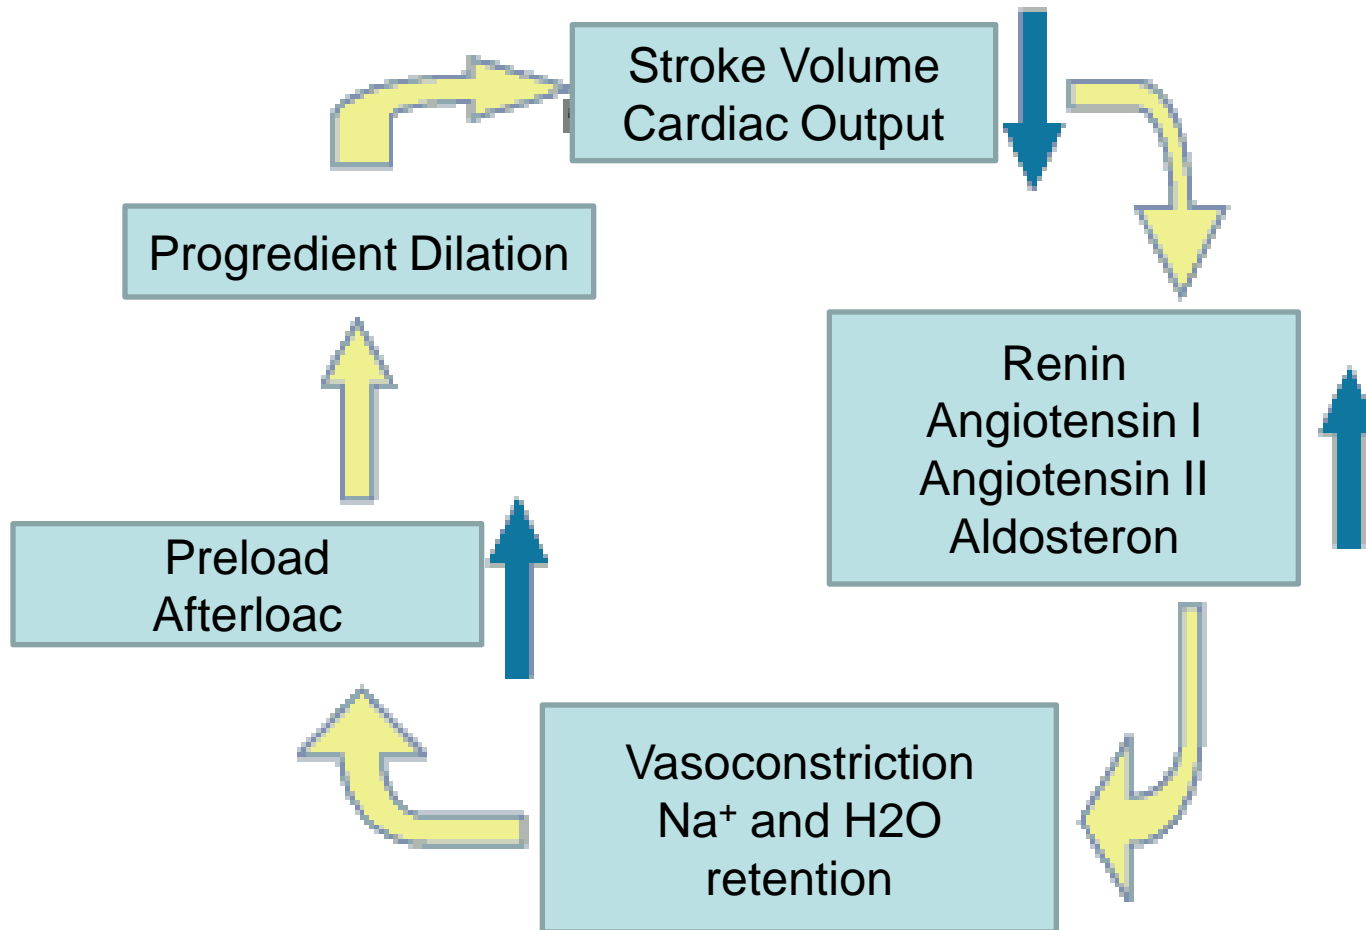 Stroke Volume
Cardiac Output
Progredient Dilation
Renin
Angiotensin I
Angiotensin II
Aldosteron
Preload
Afterloac
Vasoconstriction
Na⁺ and H2O
retention